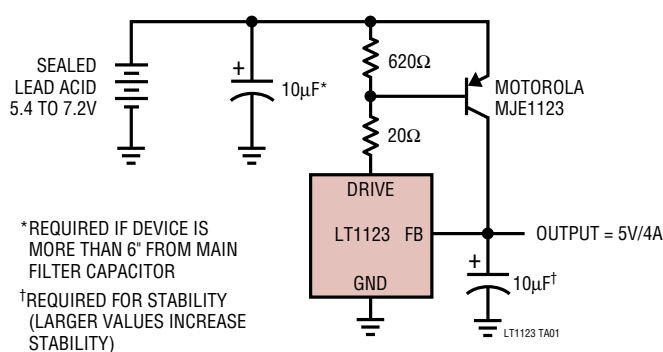 SEALED
LEAD ACID
5.4 TO 7.2V
+
10µF*
620Ω
20Ω
MOTOROLA
MJE1123
DRIVE
LT1123 FB
GND
OUTPUT = 5V/4A
+
10µF†
LT1123 TA01
*REQUIRED IF DEVICE IS
MORE THAN 6" FROM MAIN
FILTER CAPACITOR
†REQUIRED FOR STABILITY
(LARGER VALUES INCREASE
STABILITY)